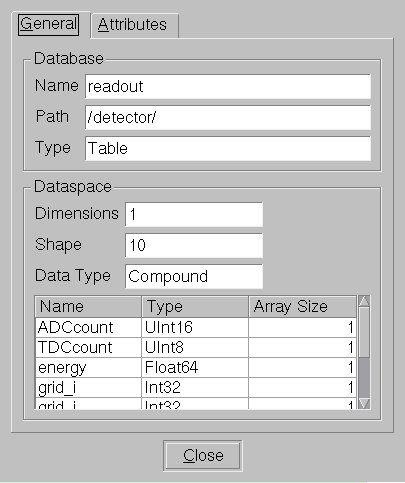 General Attributes
Database
Name readout
Path /detector/
Type Table
Dataspace
Dimensions 1
Shape 10
Data Type Compound
Name Type Array Size
ADCcount UInt16 1
TDCcount UInt8 1
energy Float64 1
grid_i Int32 1
grid_i Int32 1
Close